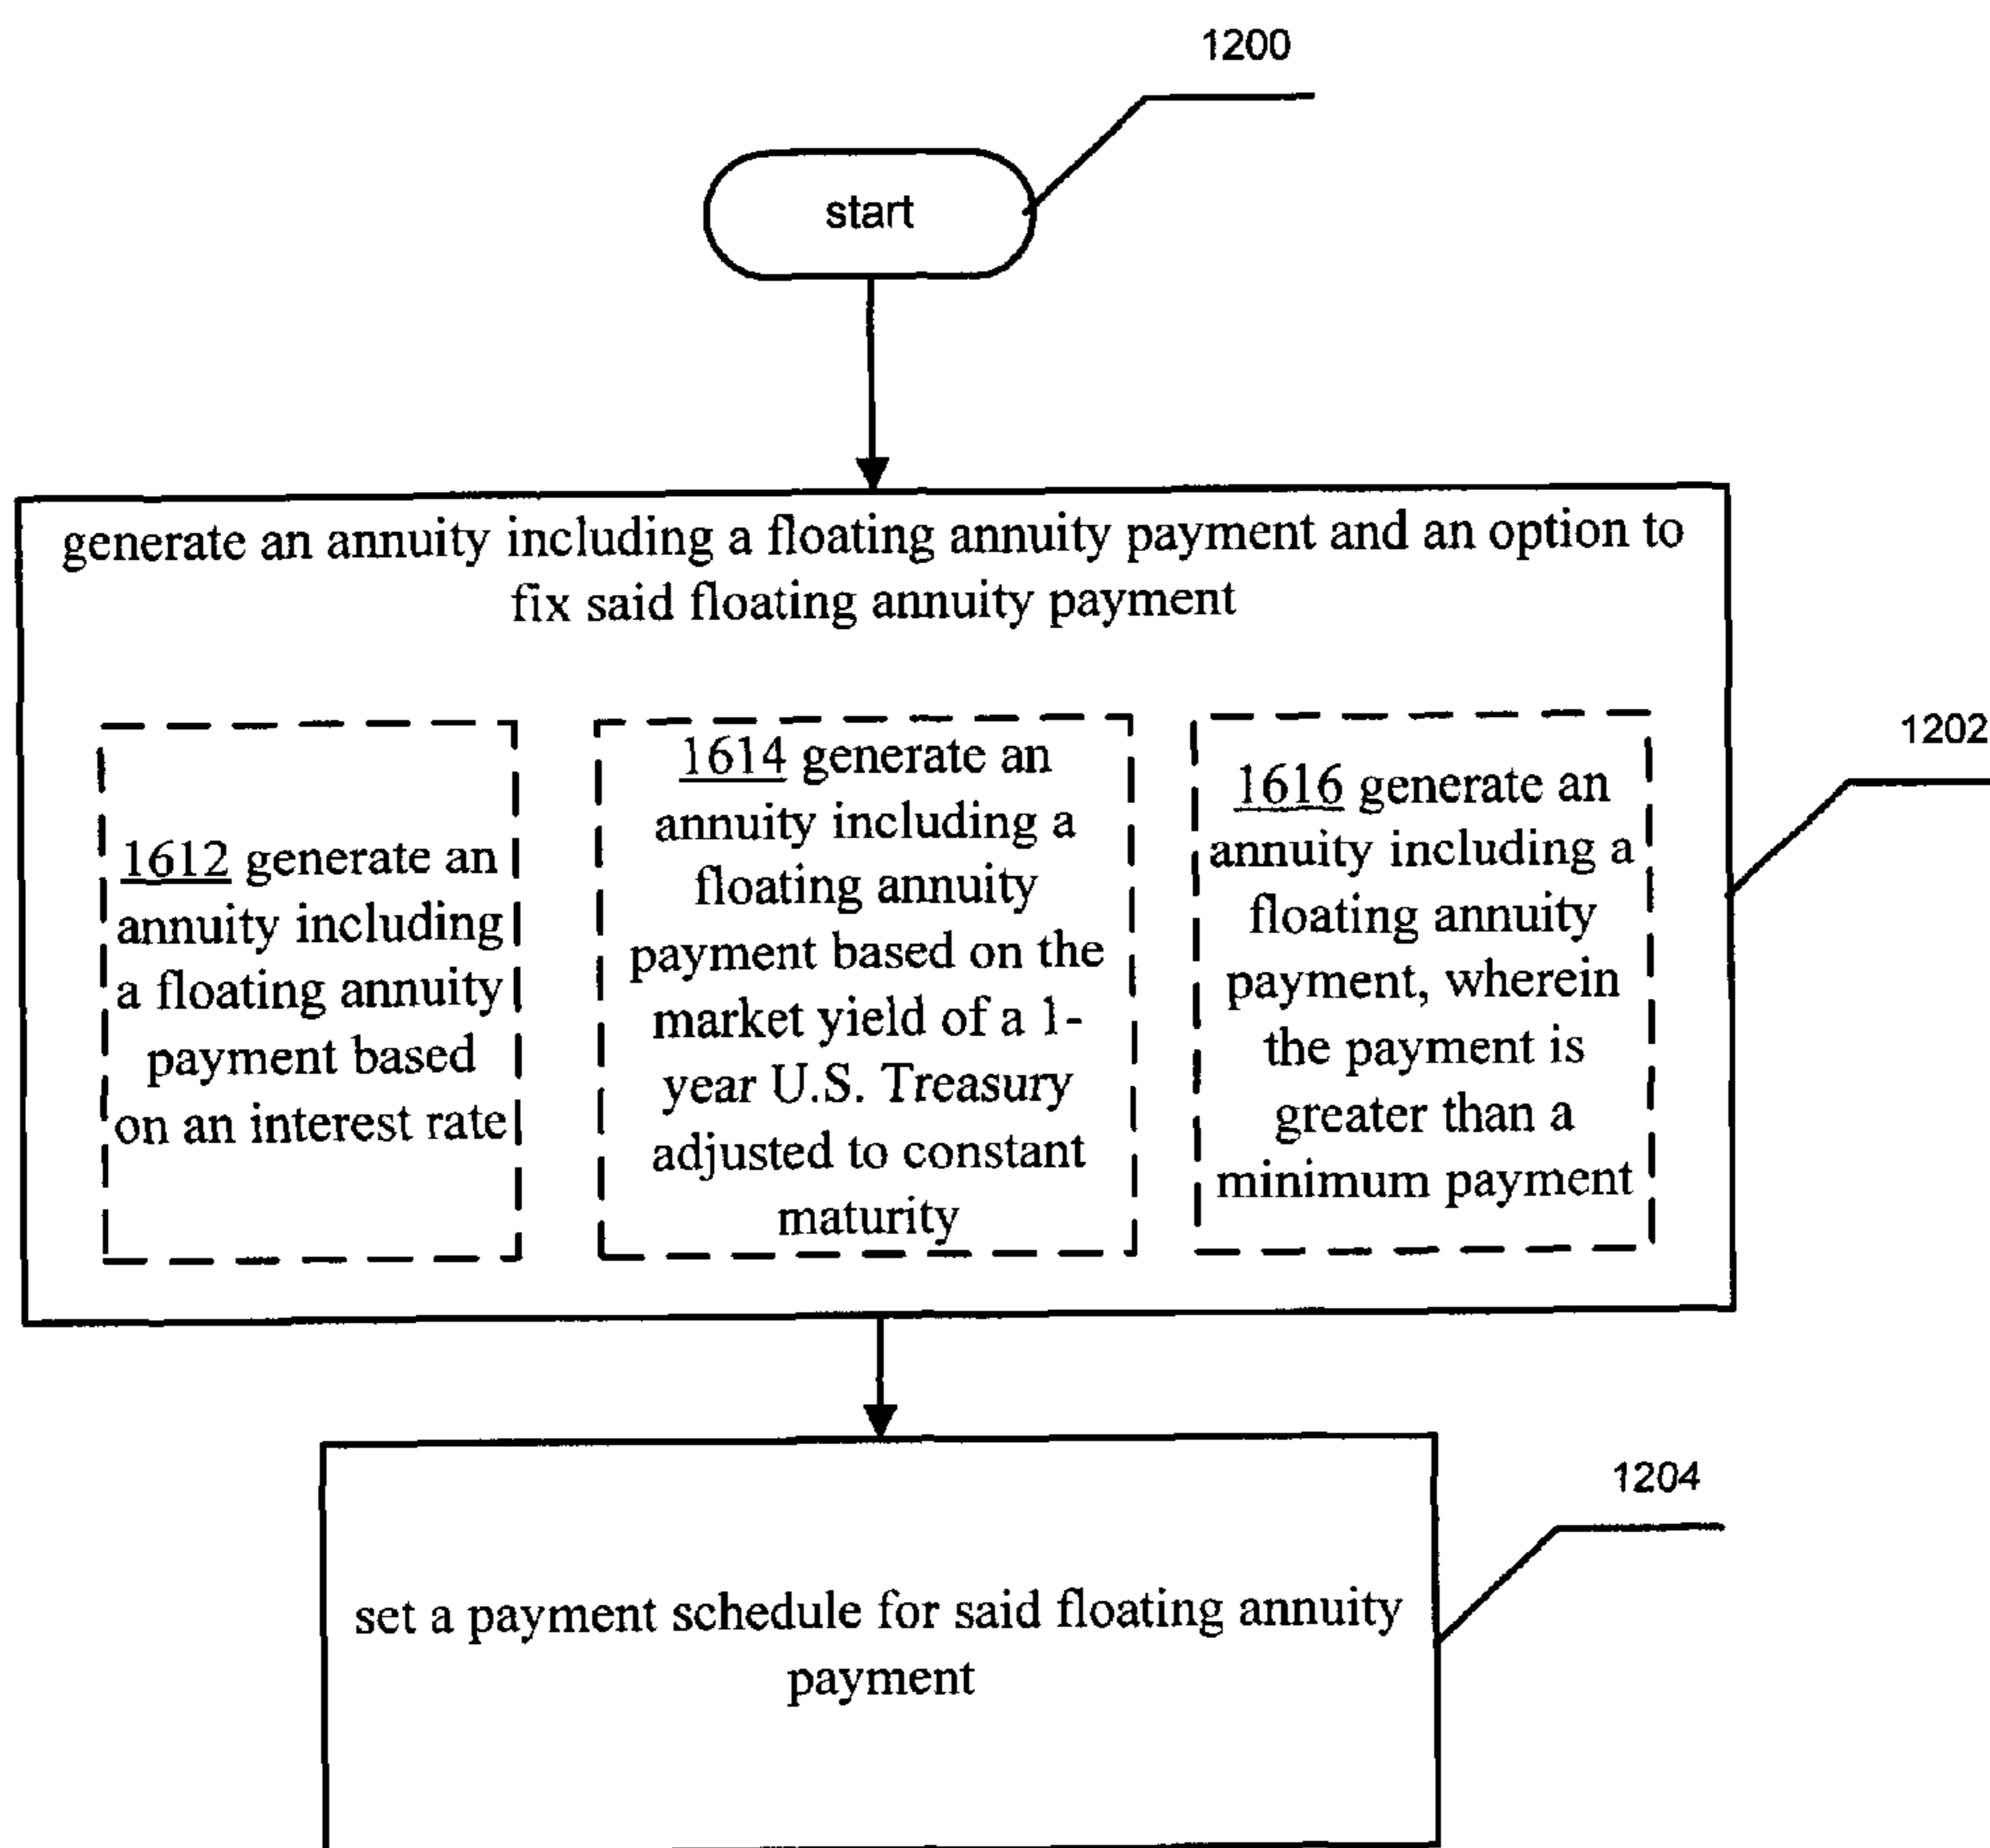 1200
start
generate an annuity including a floating annuity payment and an option to
fix said floating annuity payment
1202
1612 generate an
annuity including
a floating annuity
payment based
on an interest rate
1614 generate an
annuity including a
floating annuity
payment based on the
market yield of a 1-
year U.S. Treasury
adjusted to constant
maturity
1616 generate an
annuity including a
floating annuity
payment, wherein
the payment is
greater than a
minimum payment
1204
set a payment schedule for said floating annuity
payment